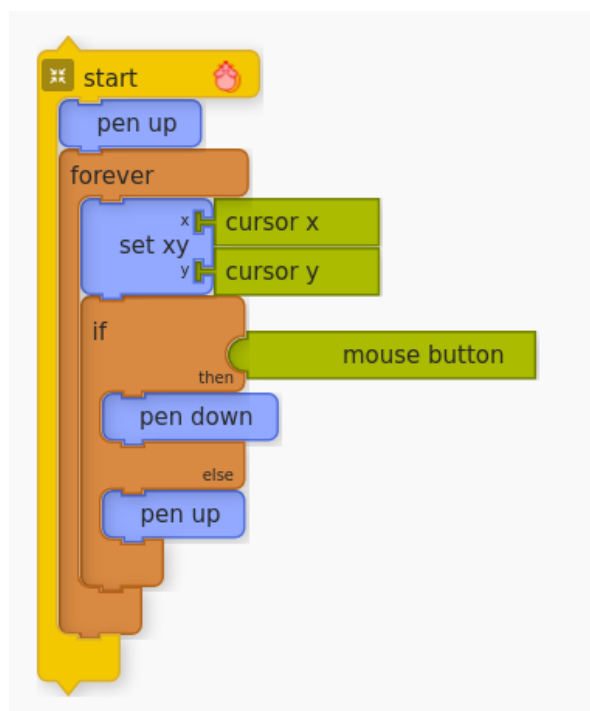 start
pen up
forever
x cursor x
set xy
y cursor y
if
mouse button
then
pen down
else
pen up